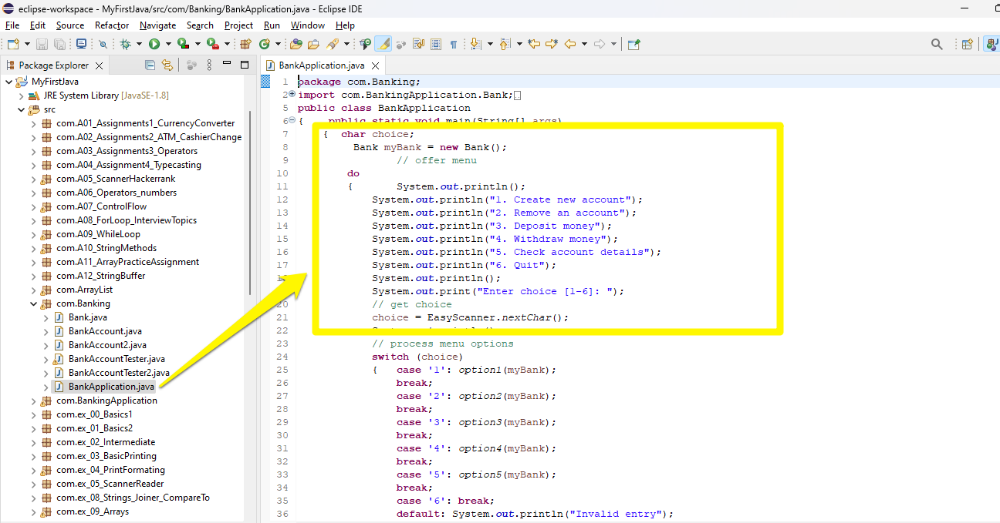 eclipse-workspace - MyFirstJava/src/com/Banking/BankApplication.java - Eclipse IDE
File Edit Source Refactor Navigate Search Project Run Window Help
Package Explorer
MyFirstJava
JRE System Library [JavaSE-1.8]
src
com.A01_Assignments1_CurrencyConverter
com.A02_Assignments2_ATM_CashierChange
com.A03_Assignments3_Operators
com.A04_Assignment4_Typecasting
com.A05_ScannerHackerrank
com.A06_Operators_numbers
com.A07_ControlFlow
com.A08_ForLoop_InterviewTopics
com.A09_WhileLoop
com.A10_StringMethods
com.A11_ArrayPracticeAssignment
com.A12_StringBuffer
com.ArrayList
com.Banking
Bank.java
BankAccount.java
BankAccount2.java
BankAccountTester.java
BankAccountTester2.java
BankApplication.java
com.BankingApplication
com.ex_00_Basics1
com.ex_01_Basics2
com.ex_02_Intermediate
com.ex_03_BasicPrinting
com.ex_04_PrintFormating
com.ex_05_ScannerReader
com.ex_08_Strings_Joiner_CompareTo
com.ex_09_Arrays
BankApplication.java
1 package com.Banking;
2 import com.BankingApplication.Bank;
5 public class BankApplication
6 { public static void main(String[] args)
7 { char choice;
8 Bank myBank = new Bank();
9 // offer menu
10 do
11 { System.out.println();
12 System.out.println("1. Create new account");
13 System.out.println("2. Remove an account");
14 System.out.println("3. Deposit money");
15 System.out.println("4. Withdraw money");
16 System.out.println("5. Check account details");
17 System.out.println("6. Quit");
System.out.println();
System.out.print("Enter choice [1-6]: ");
20 // get choice
21 choice = EasyScanner.nextChar();
22
23 // process menu options
24 switch (choice)
25 { case '1': option1(myBank);
26 break;
27 case '2': option2(myBank);
28 break;
29 case '3': option3(myBank);
30 break;
31 case '4': option4(myBank);
32 break;
33 case '5': option5(myBank);
34 break;
35 case '6': break;
36 default: System.out.println("Invalid entry");